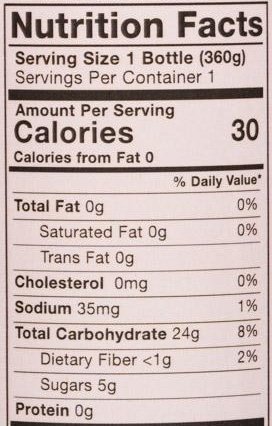 Nutrition Facts
Serving Size 1 Bottle (360g)
Servings Per Container 1
Amount Per Serving
Calories 30
Calories from Fat 0
% Daily Value*
Total Fat 0g 0%
Saturated Fat 0g 0%
Trans Fat 0g
Cholesterol 0mg 0%
Sodium 35mg 1%
Total Carbohydrate 24g 8%
Dietary Fiber <1g 2%
Sugars 5g
Protein 0g